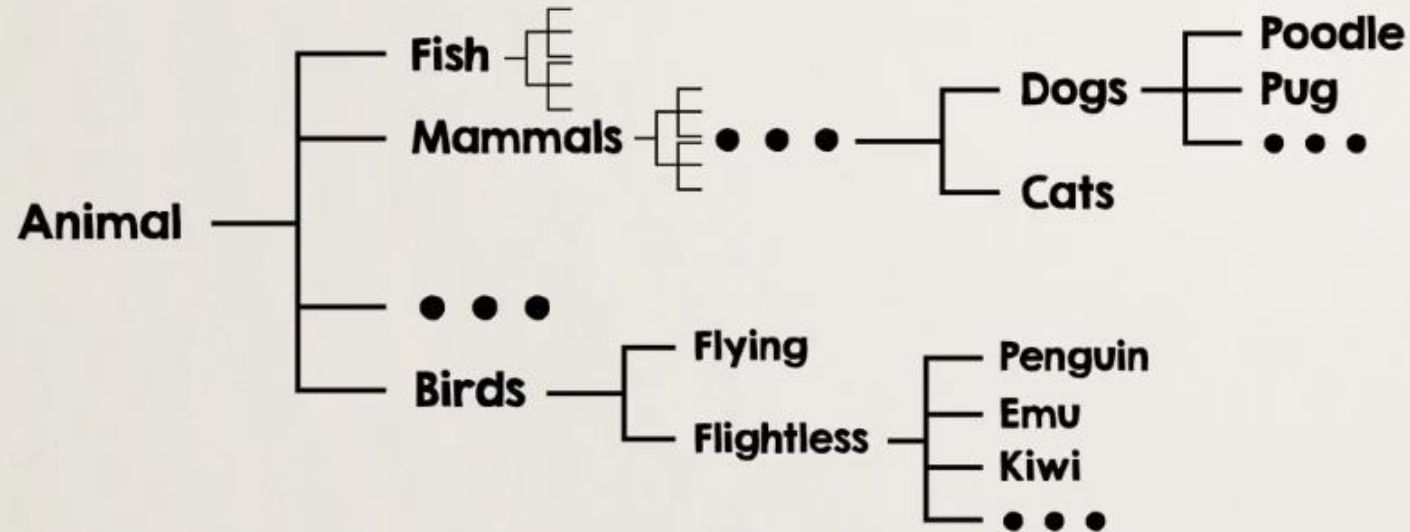 Animal
Fish
Mammals
• • •
Dogs
Poodle
Pug
• • •
Cats
• • •
Birds
Flying
Flightless
Penguin
Emu
Kiwi
• • •